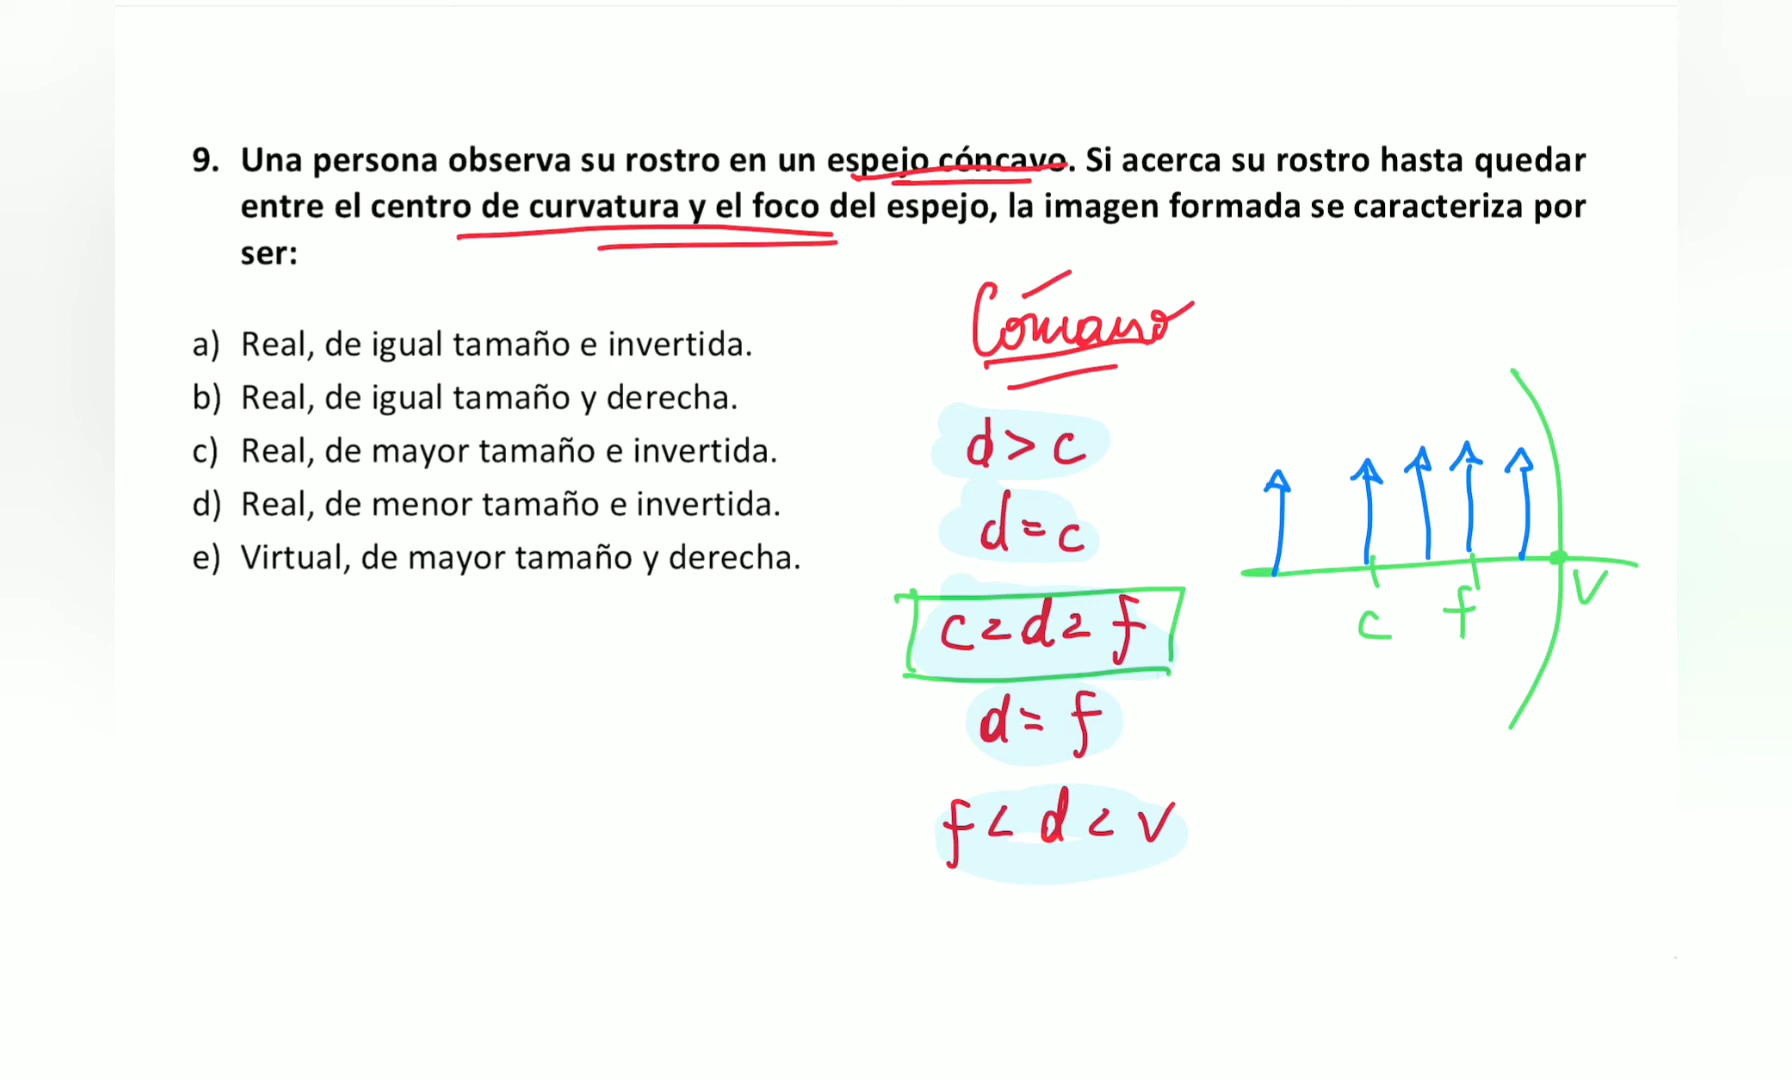 9. Una persona observa su rostro en un espejo cóncavo. Si acerca su rostro hasta quedar
entre el centro de curvatura y el foco del espejo, la imagen formada se caracteriza por
ser:
a) Real, de igual tamaño e invertida.
b) Real, de igual tamaño y derecha.
c) Real, de mayor tamaño e invertida.
d) Real, de menor tamaño e invertida.
e) Virtual, de mayor tamaño y derecha.
Cóncavo
d > c
d = c
c < d < f
d = f
f < d < v
c f v